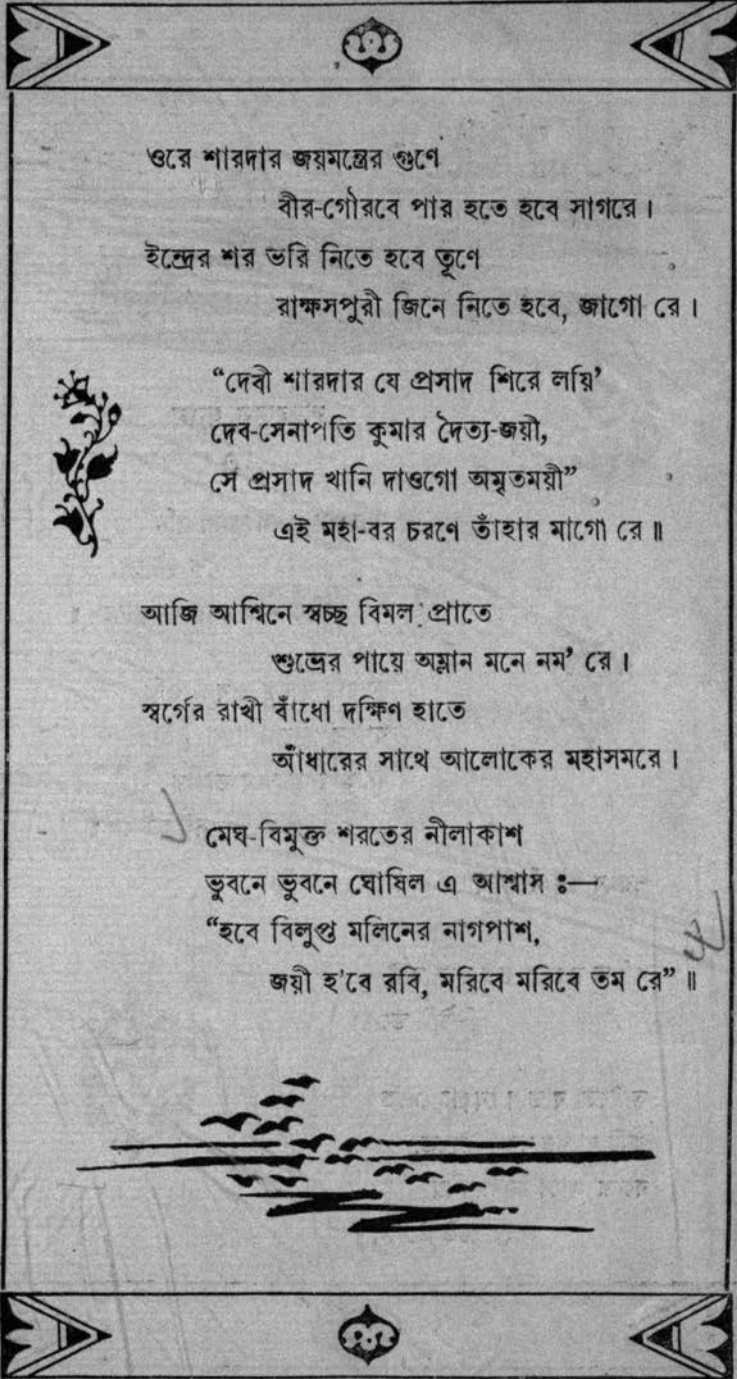 ওরে শারদার জয়মন্ত্রের গুণে
বীর-গৌরবে পার হতে হবে সাগরে ।
ইন্দ্রের শর ভরি নিতে হবে তূণে
রাক্ষসপুরী জিনে নিতে হবে, জাগো রে ।
“দেবী শারদার যে প্রসাদ শিরে লয়ি’
দেব-সেনাপতি কুমার দৈত্য-জয়ী,
সে প্রসাদ খানি দাওগো অমৃতময়ী”
এই মহা-বর চরণে তাঁহার মাগো রে ॥
আজি আশ্বিনে স্বচ্ছ বিমল প্রাতে
শুভ্রের পায়ে অম্লান মনে নম’ রে ।
স্বর্গের রাখী বাঁধো দক্ষিণ হাতে
আঁধারের সাথে আলোকের মহাসমরে ।
মেঘ-বিমুক্ত শরতের নীলাকাশ
ভুবনে ভুবনে ঘোষিল এ আশ্বাস ঃ—
“হবে বিলুপ্ত মলিনের নাগপাশ,
জয়ী হ'বে রবি, মরিবে মরিবে তম রে” ॥